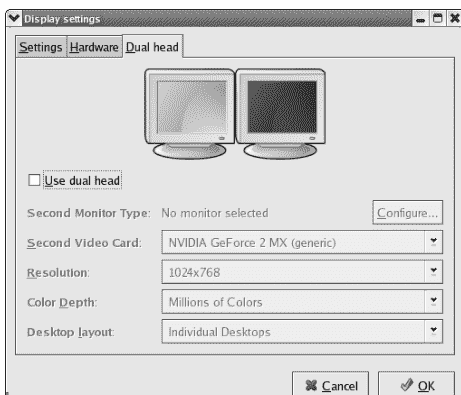 Display settings
Settings Hardware Dual head
Use dual head
Second Monitor Type: No monitor selected Configure...
Second Video Card: NVIDIA GeForce 2 MX (generic)
Resolution: 1024x768
Color Depth: Millions of Colors
Desktop layout: Individual Desktops
Cancel OK